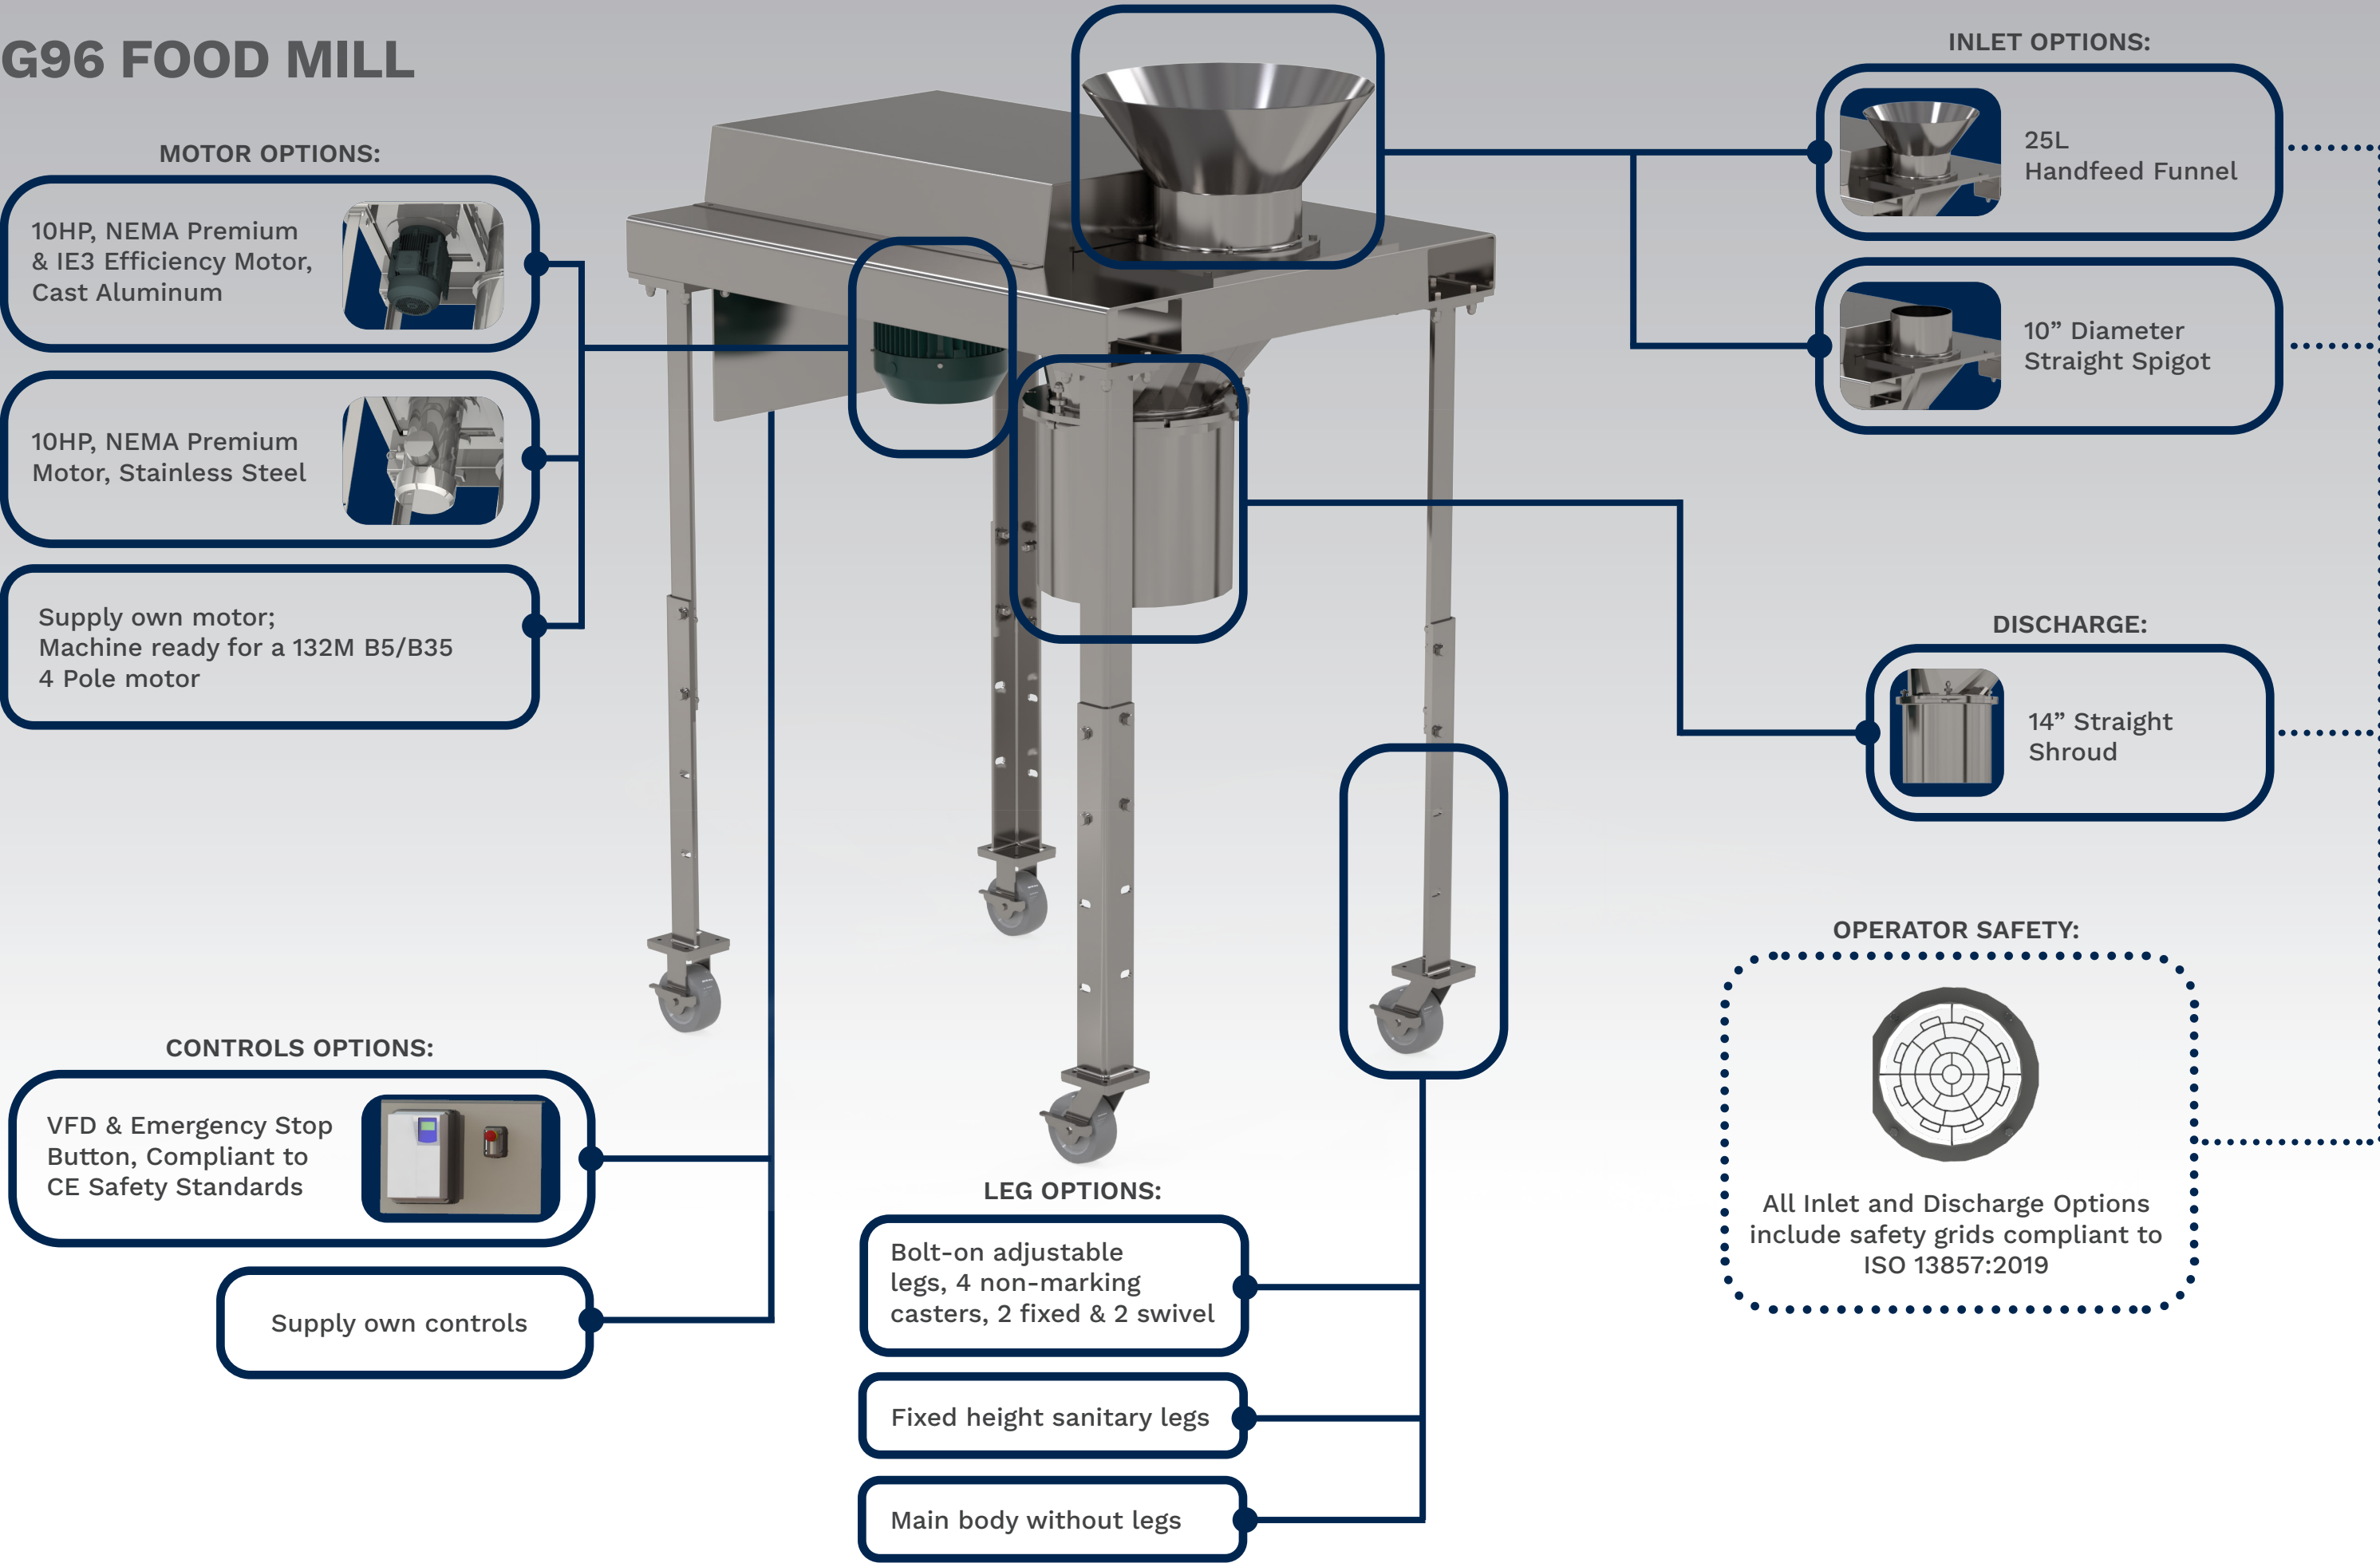 G96 FOOD MILL
MOTOR OPTIONS:
10HP, NEMA Premium
& IE3 Efficiency Motor,
Cast Aluminum
10HP, NEMA Premium
Motor, Stainless Steel
Supply own motor;
Machine ready for a 132M B5/B35
4 Pole motor
CONTROLS OPTIONS:
VFD & Emergency Stop
Button, Compliant to
CE Safety Standards
Supply own controls
LEG OPTIONS:
Bolt-on adjustable
legs, 4 non-marking
casters, 2 fixed & 2 swivel
Fixed height sanitary legs
Main body without legs
INLET OPTIONS:
25L
Handfeed Funnel
10” Diameter
Straight Spigot
DISCHARGE:
14” Straight
Shroud
OPERATOR SAFETY:
All Inlet and Discharge Options
include safety grids compliant to
ISO 13857:2019